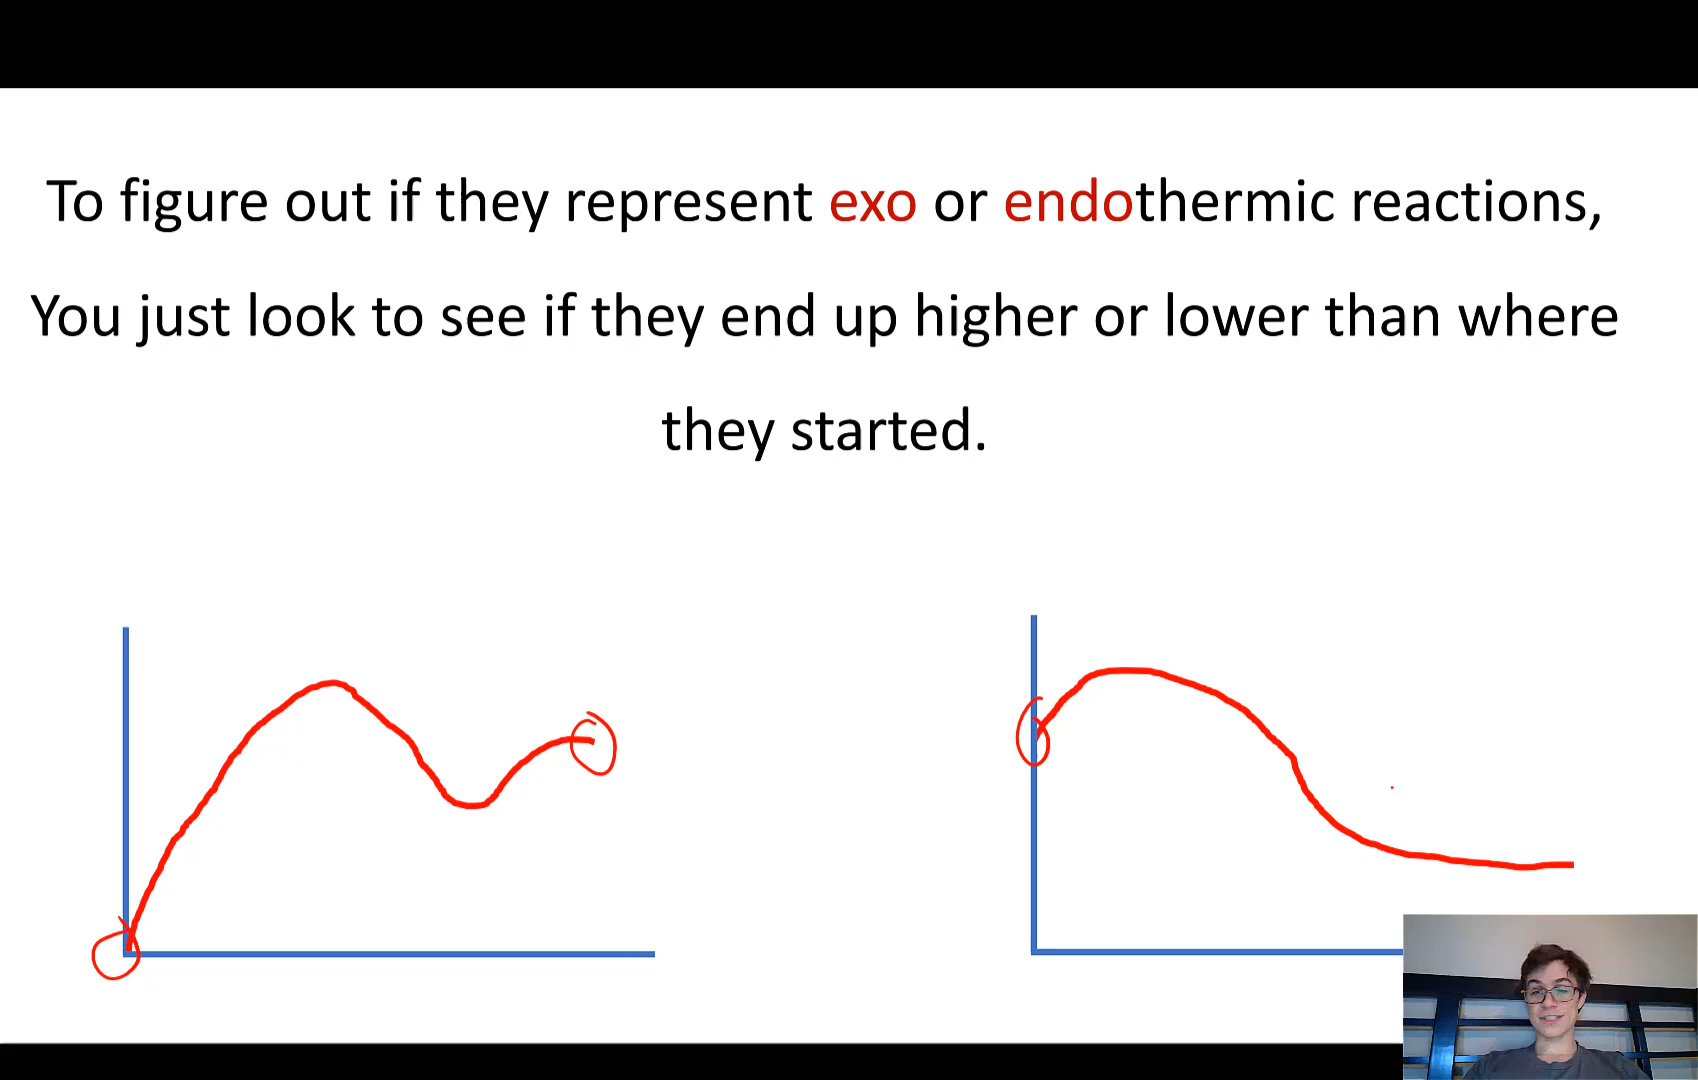 To figure out if they represent exo or endothermic reactions,
You just look to see if they end up higher or lower than where
they started.